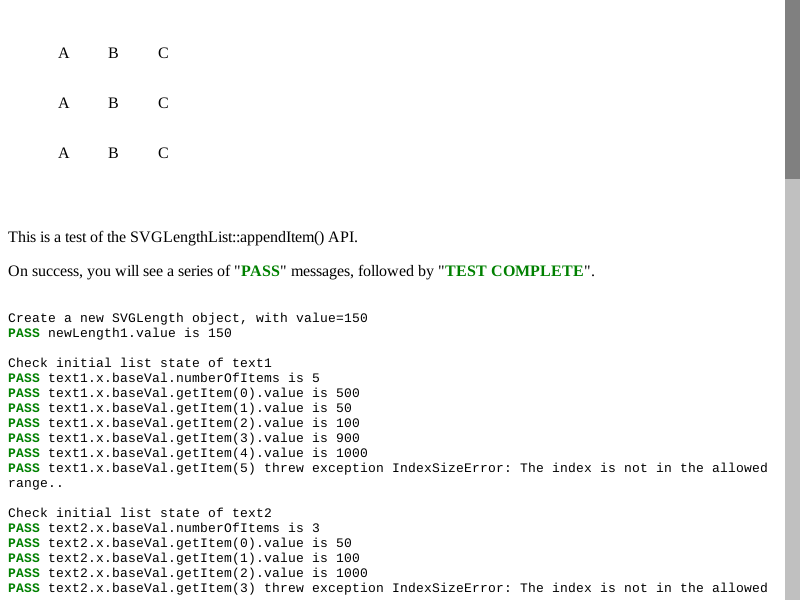 A B C
A B C
A B C
This is a test of the SVGLengthList::appendItem() API.
On success, you will see a series of "PASS" messages, followed by "TEST COMPLETE".
Create a new SVGLength object, with value=150
PASS newLength1.value is 150
Check initial list state of text1
PASS text1.x.baseVal.numberOfItems is 5
PASS text1.x.baseVal.getItem(0).value is 500
PASS text1.x.baseVal.getItem(1).value is 50
PASS text1.x.baseVal.getItem(2).value is 100
PASS text1.x.baseVal.getItem(3).value is 900
PASS text1.x.baseVal.getItem(4).value is 1000
PASS text1.x.baseVal.getItem(5) threw exception IndexSizeError: The index is not in the allowed
range..
Check initial list state of text2
PASS text2.x.baseVal.numberOfItems is 3
PASS text2.x.baseVal.getItem(0).value is 50
PASS text2.x.baseVal.getItem(1).value is 100
PASS text2.x.baseVal.getItem(2).value is 1000
PASS text2.x.baseVal.getItem(3) threw exception IndexSizeError: The index is not in the allowed